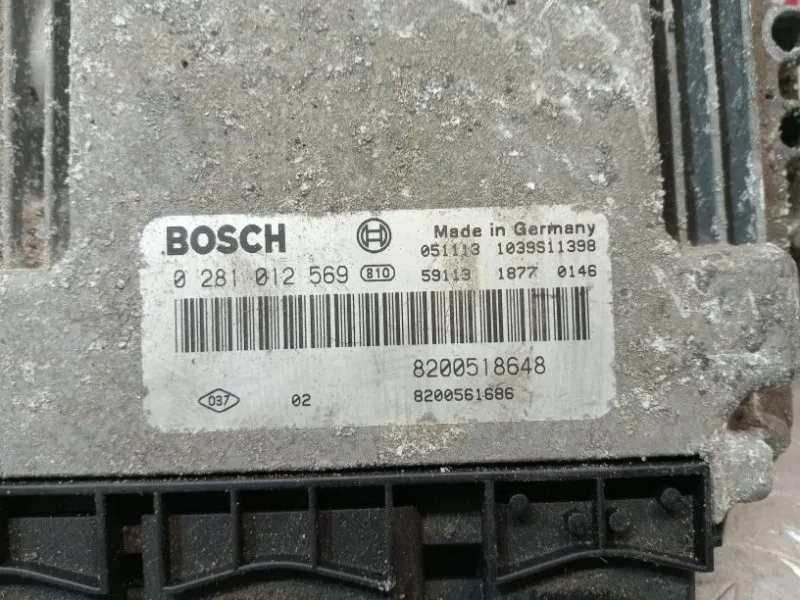 BOSCH
Made in Germany
051113 1039S11398
0 281 012 569 810
59113 1877 0146
8200518648
037 02 8200561686